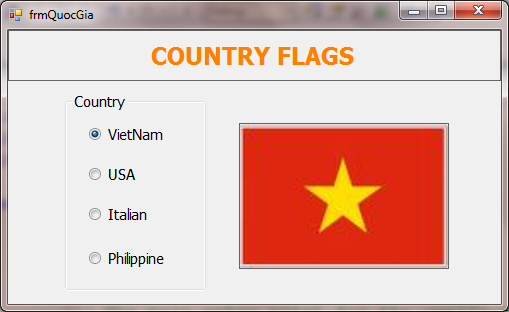 frmQuocGia
COUNTRY FLAGS
Country
VietNam
USA
Italian
Philippine